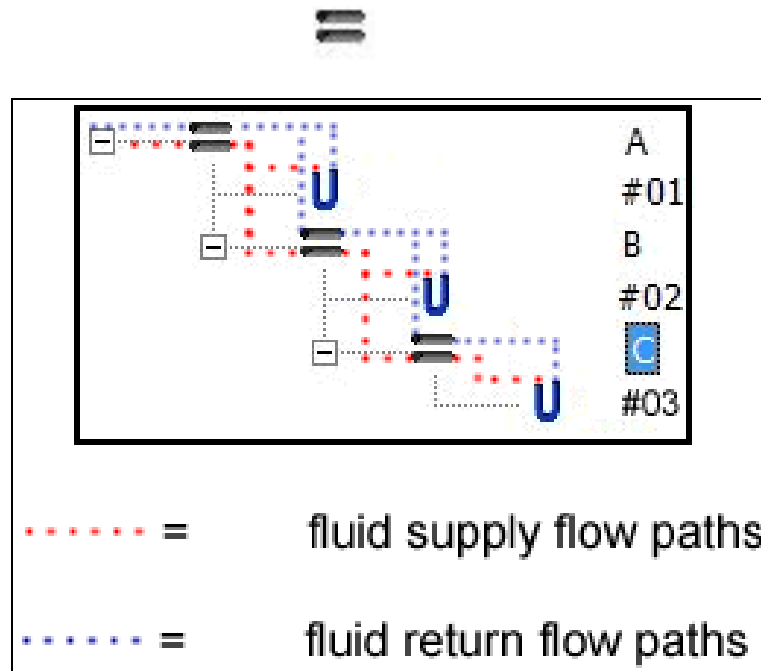 A
#01
B
#02
C
#03
= fluid supply flow paths
= fluid return flow paths